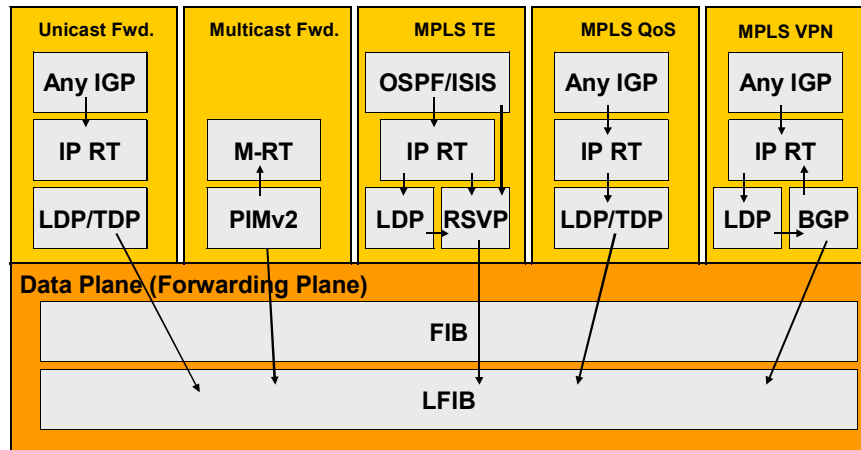 Unicast Fwd.
Any IGP
IP RT
LDP/TDP
Multicast Fwd.
M-RT
PIMv2
MPLS TE
OSPF/ISIS
IP RT
LDP
RSVP
MPLS QoS
Any IGP
IP RT
LDP/TDP
MPLS VPN
Any IGP
IP RT
LDP
BGP
Data Plane (Forwarding Plane)
FIB
LFIB